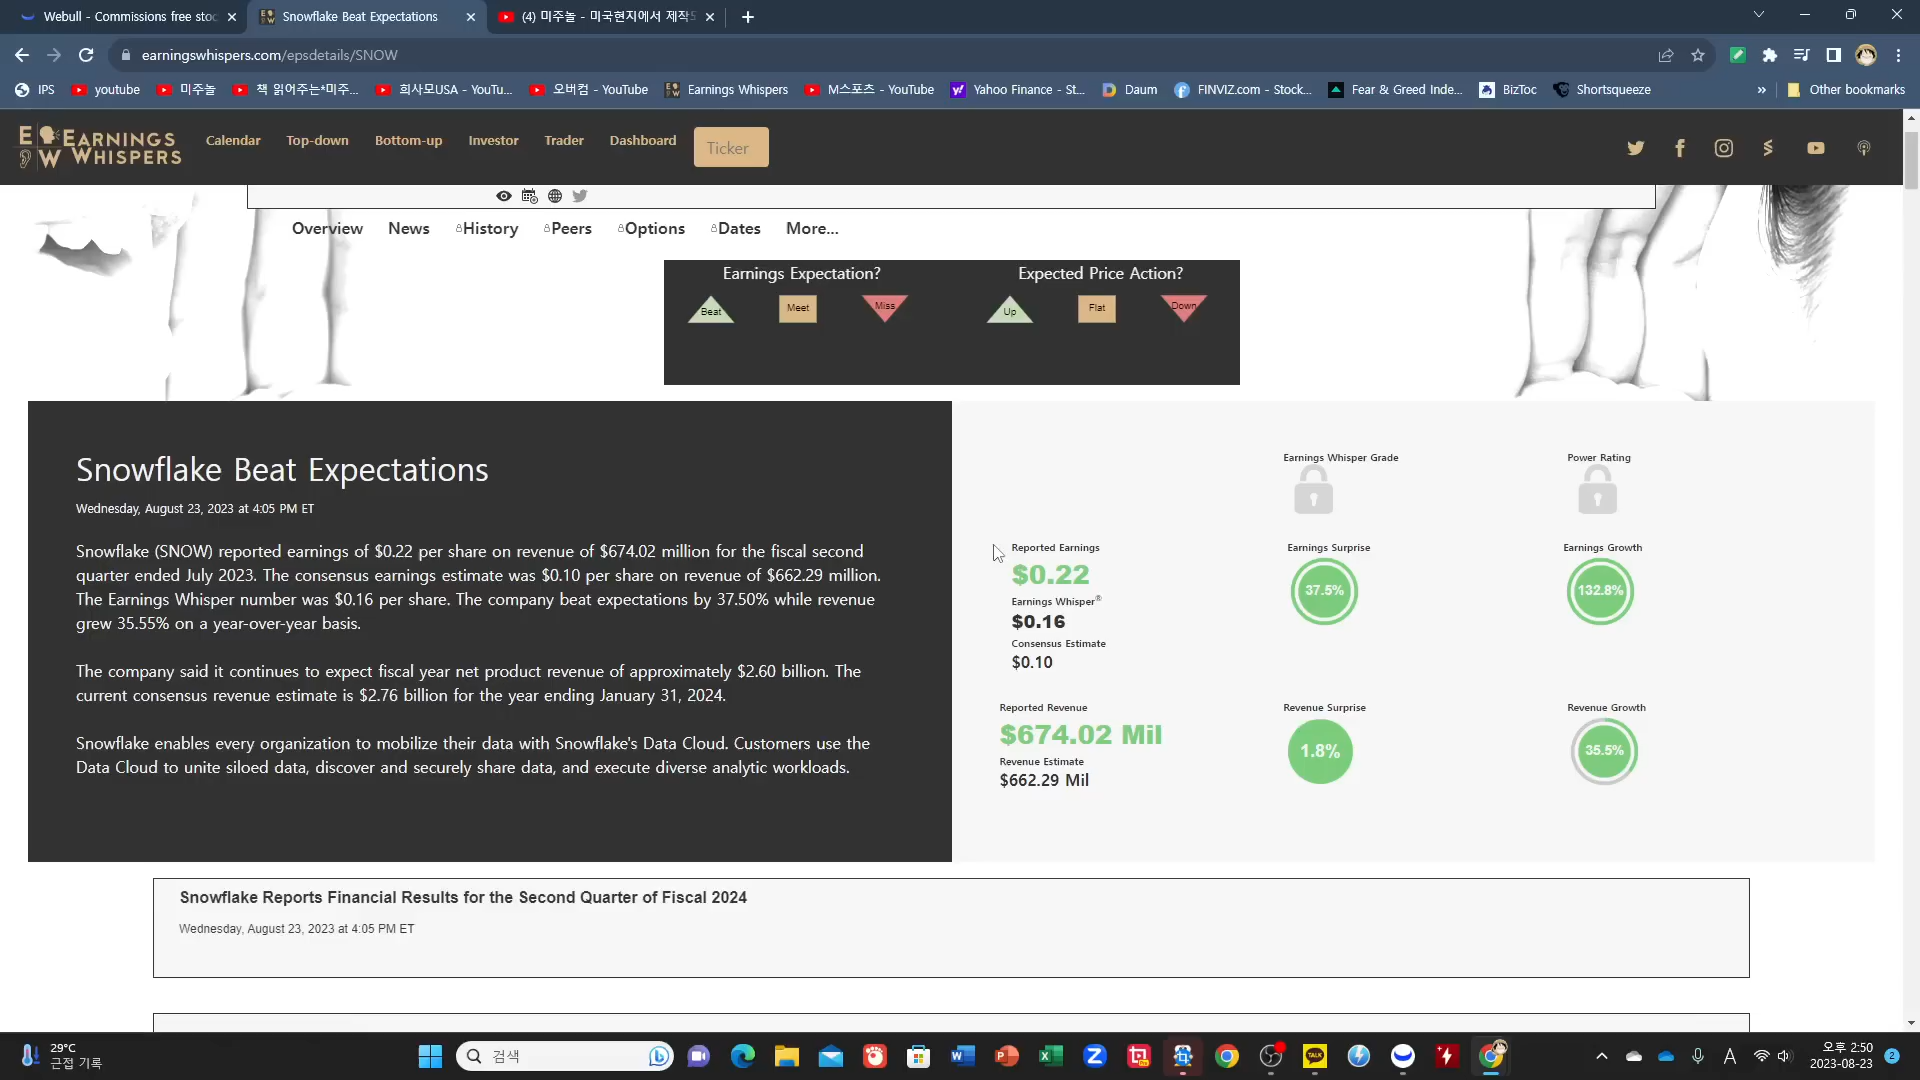 Webull - Commissions free stoc
Snowflake Beat Expectations
(4) 미주놀 - 미국현지에서 제작
earningswhispers.com/epsdetails/SNOW
IPS
youtube
미주놀
책 읽어주는*미주...
희사모USA - YouTu...
오버컴 - YouTube
Earnings Whispers
M스포츠 - YouTube
Yahoo Finance - St...
Daum
FINVIZ.com - Stock...
Fear & Greed Inde...
BizToc
Shortsqueeze
»
Other bookmarks
EW EARNINGS WHISPERS
Calendar
Top-down
Bottom-up
Investor
Trader
Dashboard
Ticker
Overview
News
History
Peers
Options
Dates
More...
Earnings Expectation?
Expected Price Action?
Beat
Meet
Miss
Up
Flat
Down
Snowflake Beat Expectations
Wednesday, August 23, 2023 at 4:05 PM ET
Snowflake (SNOW) reported earnings of $0.22 per share on revenue of $674.02 million for the fiscal second
quarter ended July 2023. The consensus earnings estimate was $0.10 per share on revenue of $662.29 million.
The Earnings Whisper number was $0.16 per share. The company beat expectations by 37.50% while revenue
grew 35.55% on a year-over-year basis.
The company said it continues to expect fiscal year net product revenue of approximately $2.60 billion. The
current consensus revenue estimate is $2.76 billion for the year ending January 31, 2024.
Snowflake enables every organization to mobilize their data with Snowflake's Data Cloud. Customers use the
Data Cloud to unite siloed data, discover and securely share data, and execute diverse analytic workloads.
Earnings Whisper Grade
Power Rating
Reported Earnings
$0.22
Earnings Whisper®
$0.16
Consensus Estimate
$0.10
Earnings Surprise
37.5%
Earnings Growth
132.8%
Reported Revenue
$674.02 Mil
Revenue Estimate
$662.29 Mil
Revenue Surprise
1.8%
Revenue Growth
35.5%
Snowflake Reports Financial Results for the Second Quarter of Fiscal 2024
Wednesday, August 23, 2023 at 4:05 PM ET
29°C
근접 기록
검색
TALK
A
오후 2:50
2023-08-23
2